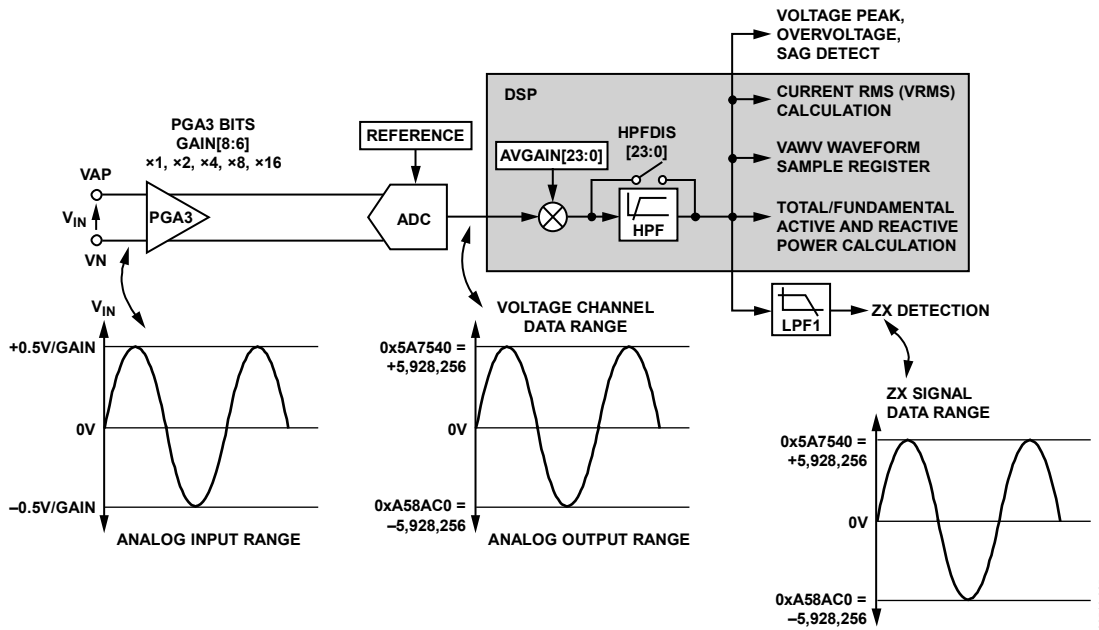 VOLTAGE PEAK,
OVERVOLTAGE,
SAG DETECT
DSP
CURRENT RMS (VRMS)
CALCULATION
PGA3 BITS
GAIN[8:6]
×1, ×2, ×4, ×8, ×16
REFERENCE
HPFDIS
[23:0]
AVGAIN[23:0]
VAWV WAVEFORM
SAMPLE REGISTER
VAP
VIN
PGA3
ADC
HPF
TOTAL/FUNDAMENTAL
ACTIVE AND REACTIVE
POWER CALCULATION
VN
LPF1
ZX DETECTION
VIN
+0.5V/GAIN
0V
–0.5V/GAIN
ANALOG INPUT RANGE
VOLTAGE CHANNEL
DATA RANGE
0x5A7540 =
+5,928,256
0V
0xA58AC0 =
–5,928,256
ANALOG OUTPUT RANGE
ZX SIGNAL
DATA RANGE
0x5A7540 =
+5,928,256
0V
0xA58AC0 =
–5,928,256